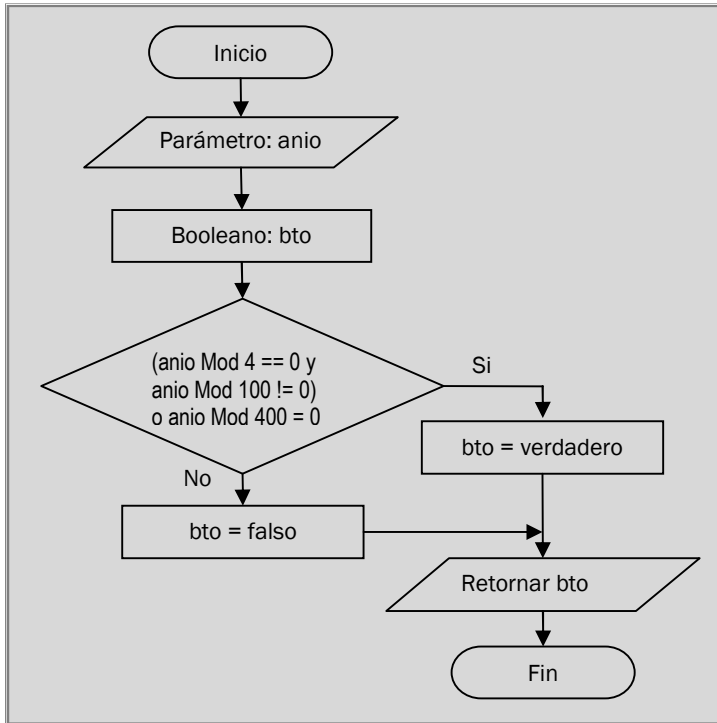 Inicio
Parámetro: anio
Booleano: bto
(anio Mod 4 == 0 y
anio Mod 100 != 0)
o anio Mod 400 = 0
Si
bto = verdadero
No
bto = falso
Retornar bto
Fin